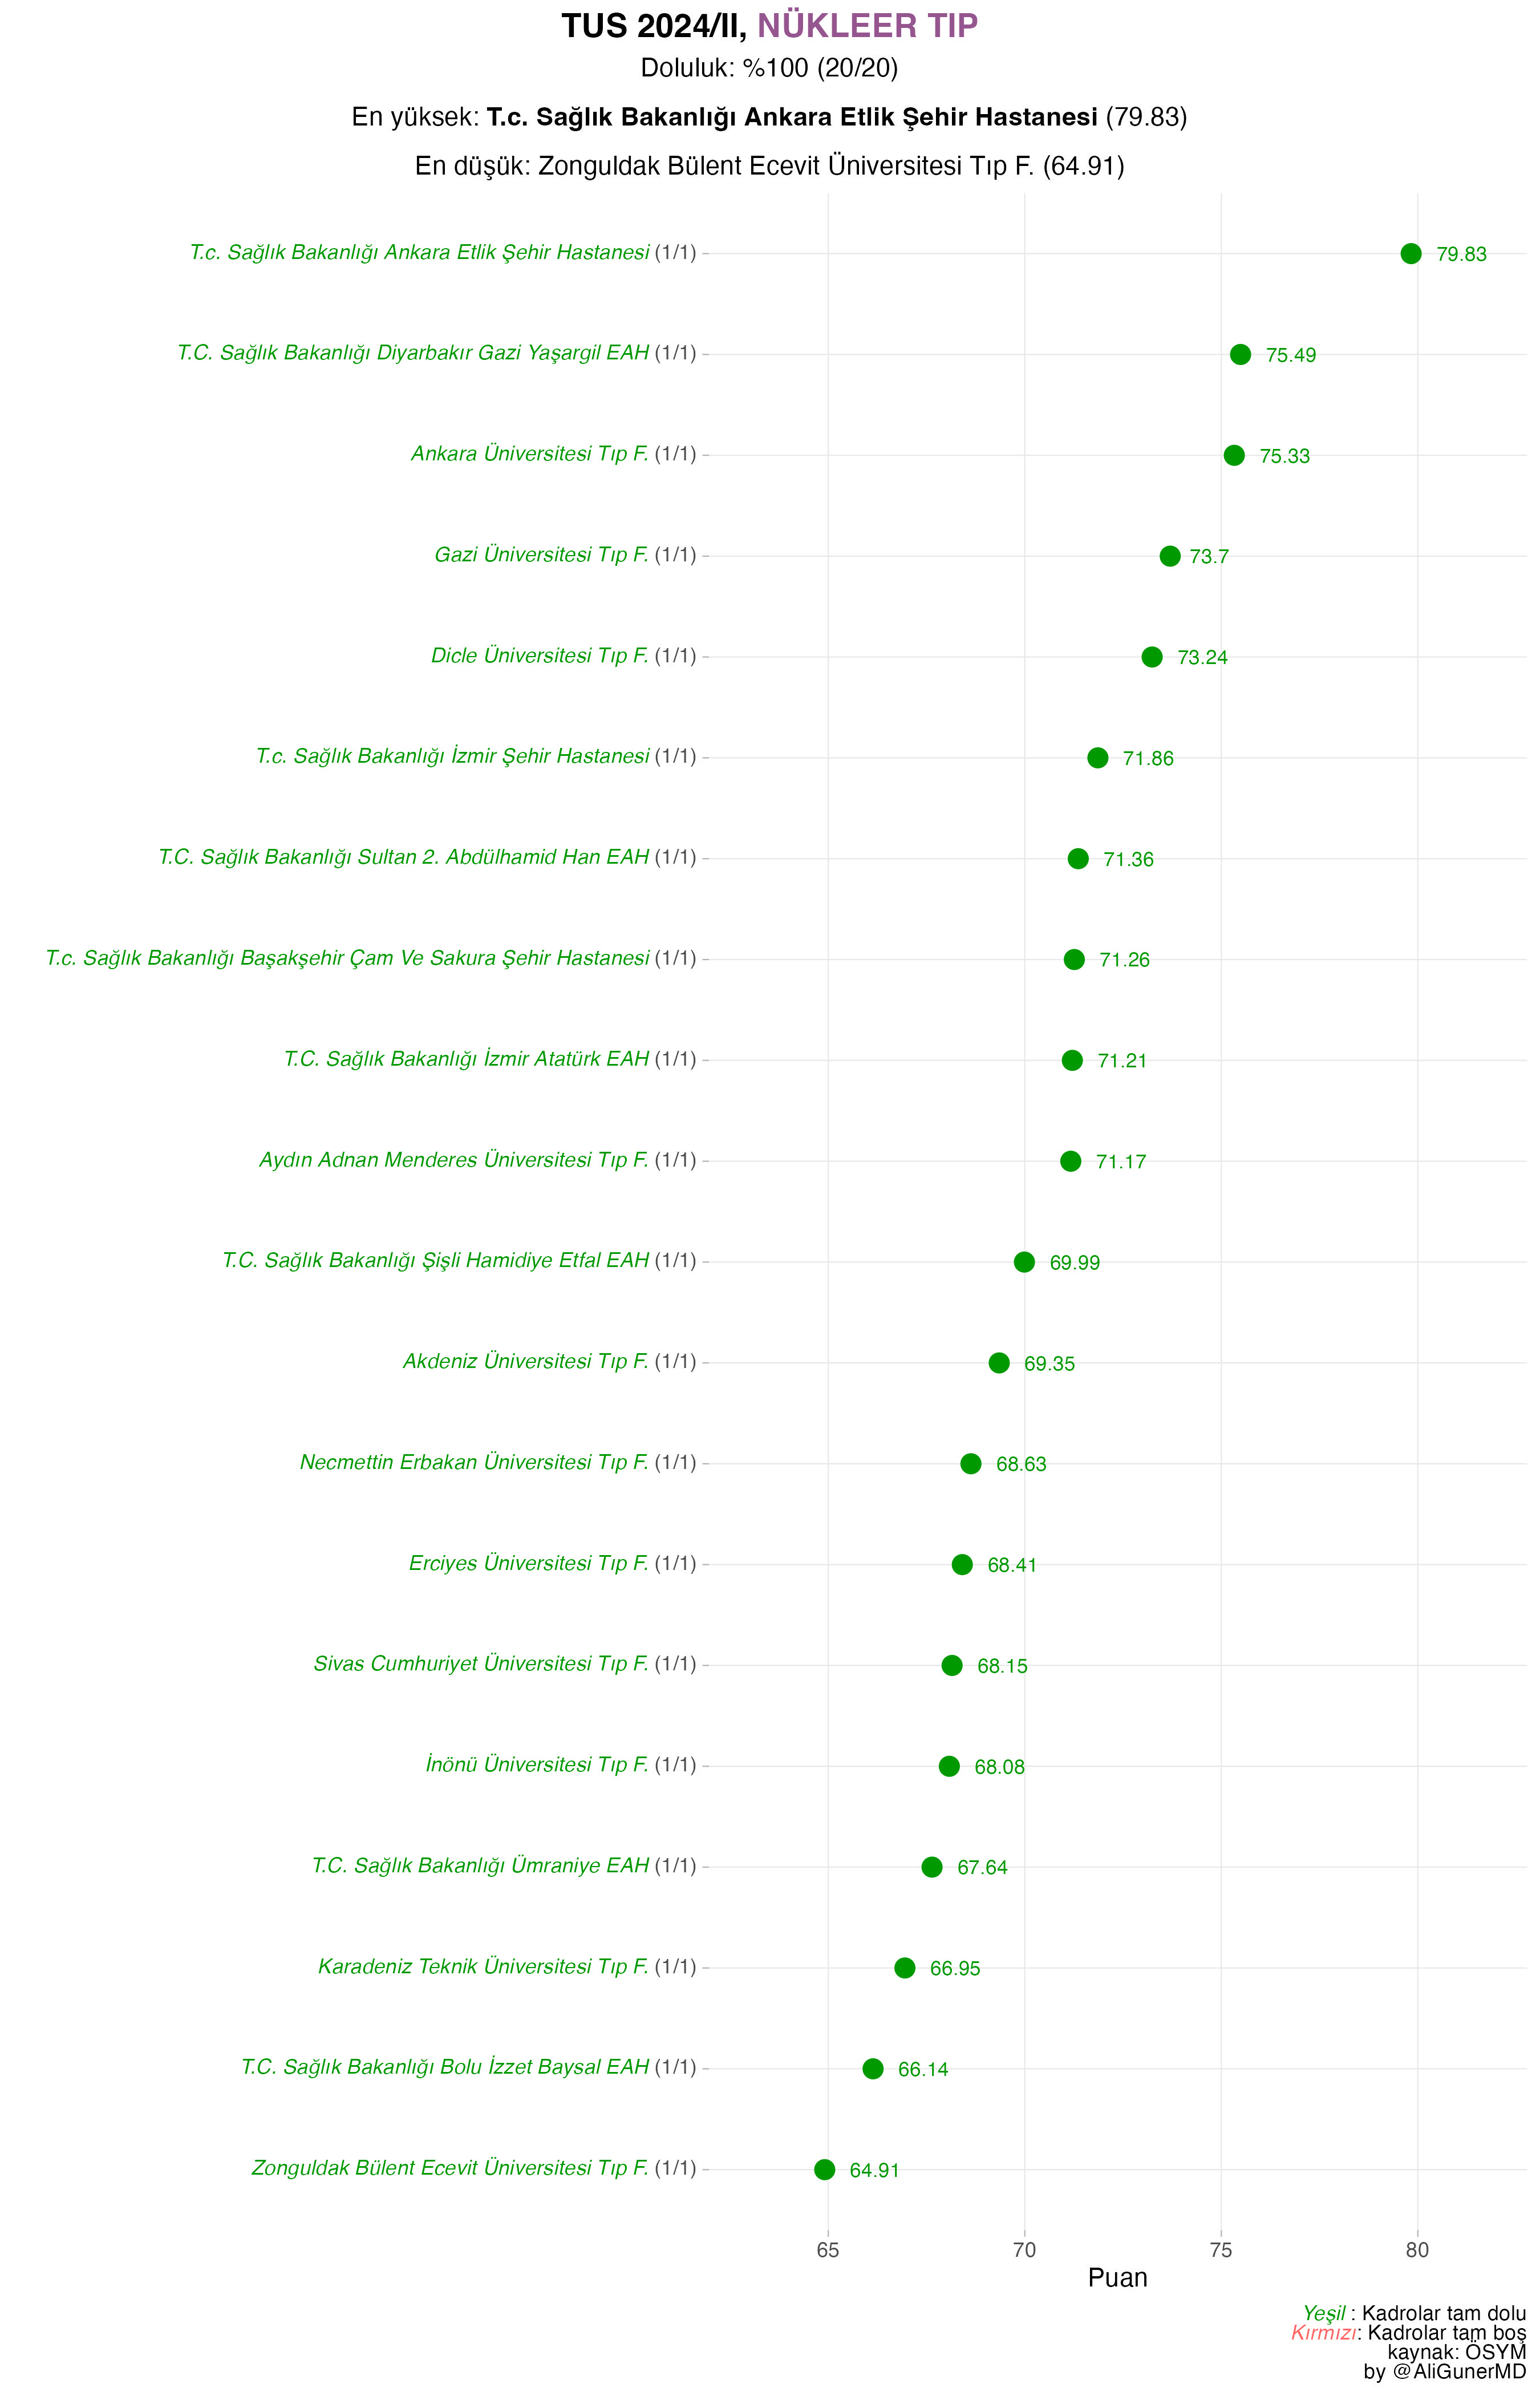 TUS 2024/II, NÜKLEER TIP
Doluluk: %100 (20/20)
En yüksek: T.c. Sağlık Bakanlığı Ankara Etlik Şehir Hastanesi (79.83)
En düşük: Zonguldak Bülent Ecevit Üniversitesi Tıp F. (64.91)
T.c. Sağlık Bakanlığı Ankara Etlik Şehir Hastanesi (1/1) 79.83
T.C. Sağlık Bakanlığı Diyarbakır Gazi Yaşargil EAH (1/1) 75.49
Ankara Üniversitesi Tıp F. (1/1) 75.33
Gazi Üniversitesi Tıp F. (1/1) 73.7
Dicle Üniversitesi Tıp F. (1/1) 73.24
T.c. Sağlık Bakanlığı İzmir Şehir Hastanesi (1/1) 71.86
T.C. Sağlık Bakanlığı Sultan 2. Abdülhamid Han EAH (1/1) 71.36
T.c. Sağlık Bakanlığı Başakşehir Çam Ve Sakura Şehir Hastanesi (1/1) 71.26
T.C. Sağlık Bakanlığı İzmir Atatürk EAH (1/1) 71.21
Aydın Adnan Menderes Üniversitesi Tıp F. (1/1) 71.17
T.C. Sağlık Bakanlığı Şişli Hamidiye Etfal EAH (1/1) 69.99
Akdeniz Üniversitesi Tıp F. (1/1) 69.35
Necmettin Erbakan Üniversitesi Tıp F. (1/1) 68.63
Erciyes Üniversitesi Tıp F. (1/1) 68.41
Sivas Cumhuriyet Üniversitesi Tıp F. (1/1) 68.15
İnönü Üniversitesi Tıp F. (1/1) 68.08
T.C. Sağlık Bakanlığı Ümraniye EAH (1/1) 67.64
Karadeniz Teknik Üniversitesi Tıp F. (1/1) 66.95
T.C. Sağlık Bakanlığı Bolu İzzet Baysal EAH (1/1) 66.14
Zonguldak Bülent Ecevit Üniversitesi Tıp F. (1/1) 64.91
65 70 75 80
Puan
Yeşil : Kadrolar tam dolu
Kırmızı: Kadrolar tam boş
kaynak: ÖSYM
by @AliGunerMD